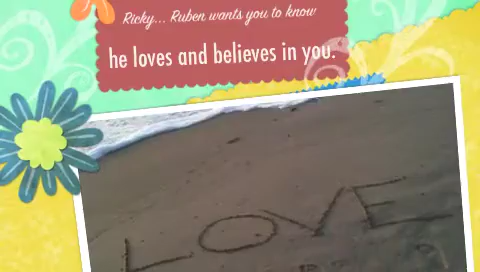 Ricky... Ruben wants you to know
he loves and believes in you.
LOVE